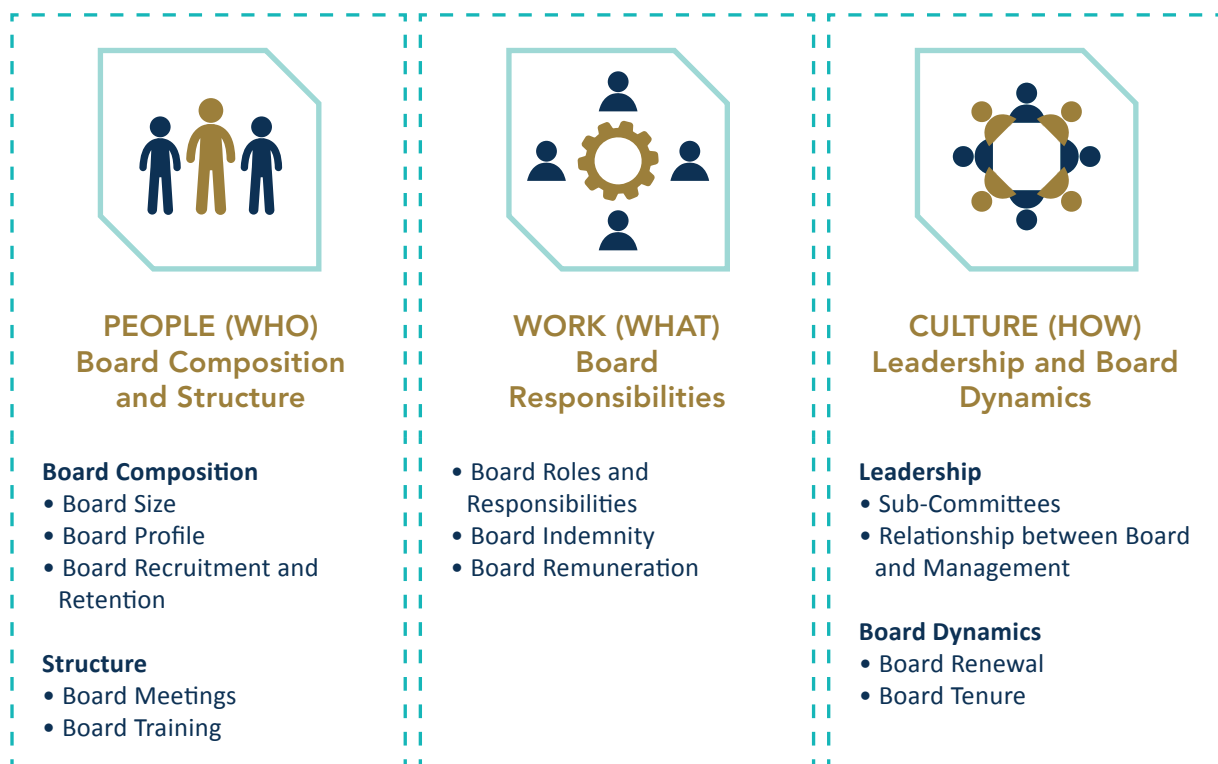 PEOPLE (WHO)
Board Composition
and Structure
Board Composition
• Board Size
• Board Profile
• Board Recruitment and
Retention
Structure
• Board Meetings
• Board Training
WORK (WHAT)
Board
Responsibilities
• Board Roles and
Responsibilities
• Board Indemnity
• Board Remuneration
CULTURE (HOW)
Leadership and Board
Dynamics
Leadership
• Sub-Committees
• Relationship between Board
and Management
Board Dynamics
• Board Renewal
• Board Tenure